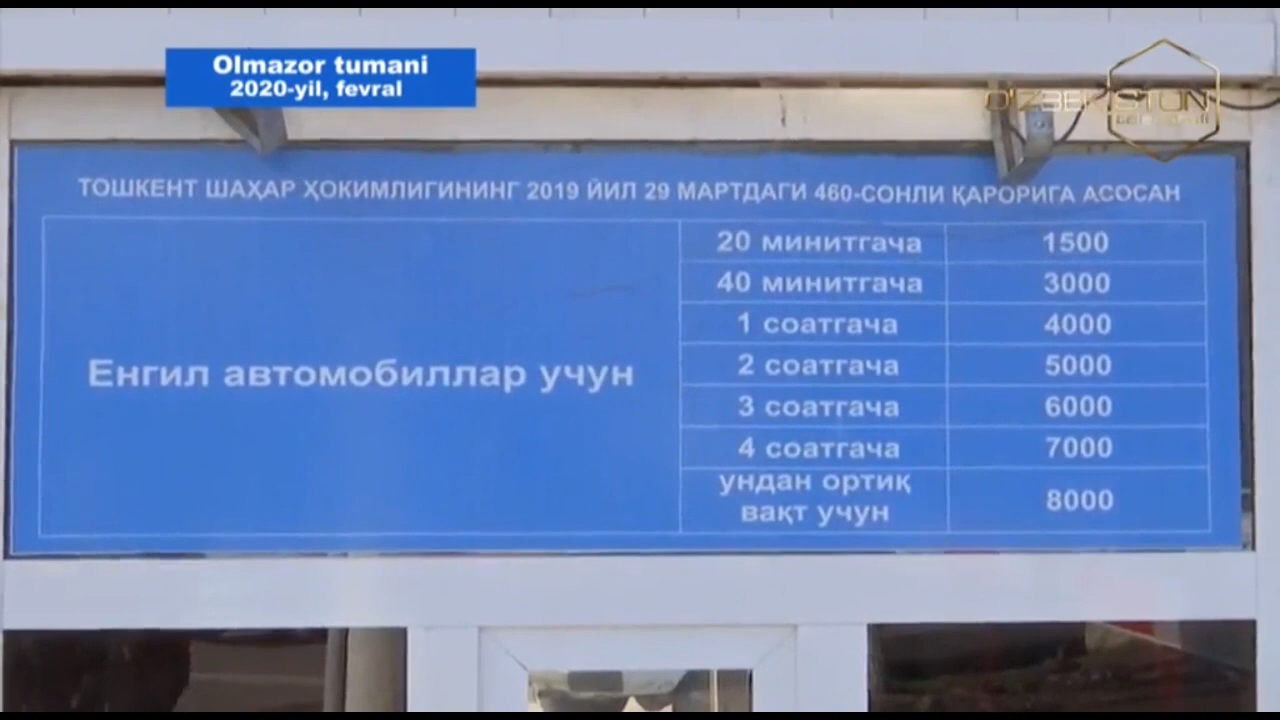 Olmazor tumani
2020-yil, fevral
O'ZBEKISTON
ТОШКЕНТ ШАҲАР ҲОКИМЛИГИНИНГ 2019 ЙИЛ 29 МАРТДАГИ 460-СОНЛИ ҚАРОРИГА АСОСАН
Енгил автомобиллар учун
20 минитгача 1500
40 минитгача 3000
1 соатгача 4000
2 соатгача 5000
3 соатгача 6000
4 соатгача 7000
ундан ортиқ
вақт учун 8000